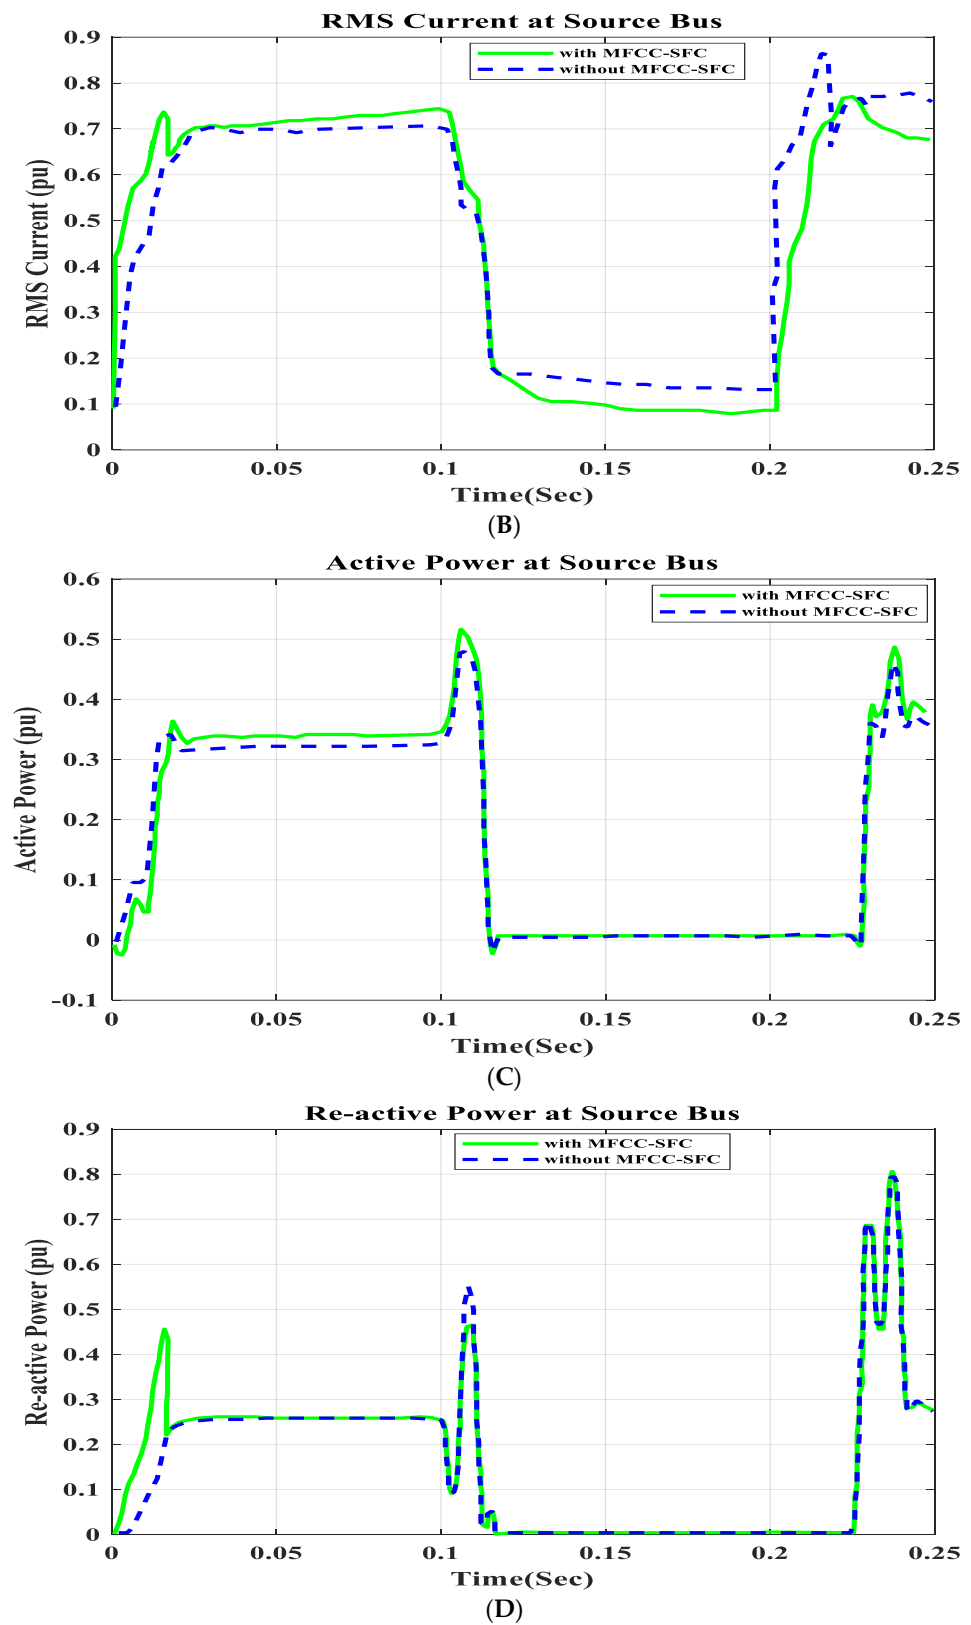 RMS Current at Source Bus
with MFCC-SFC
without MFCC-SFC
RMS Current (pu)
0.9
0.8
0.7
0.6
0.5
0.4
0.3
0.2
0.1
0
0 0.05 0.1 0.15 0.2 0.25
Time(Sec)
(B)
Active Power at Source Bus
with MFCC-SFC
without MFCC-SFC
Active Power (pu)
0.6
0.5
0.4
0.3
0.2
0.1
0
-0.1
0 0.05 0.1 0.15 0.2 0.25
Time(Sec)
(C)
Re-active Power at Source Bus
with MFCC-SFC
without MFCC-SFC
Re-active Power (pu)
0.9
0.8
0.7
0.6
0.5
0.4
0.3
0.2
0.1
0
0 0.05 0.1 0.15 0.2 0.25
Time(Sec)
(D)